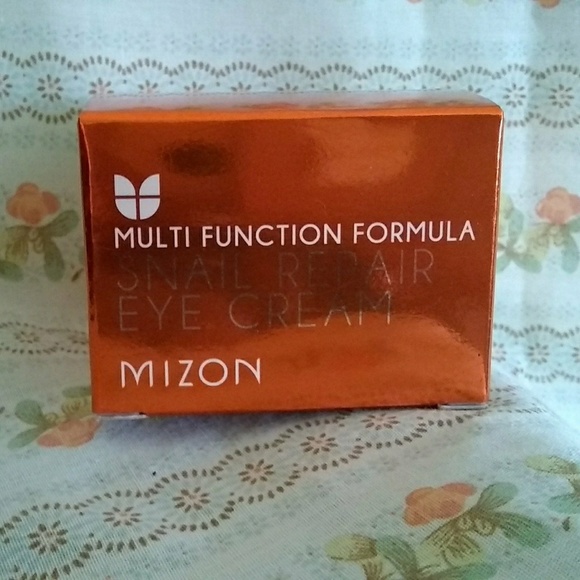 MULTI FUNCTION FORMULA
SNAIL REPAIR
EYE CREAM
MIZON